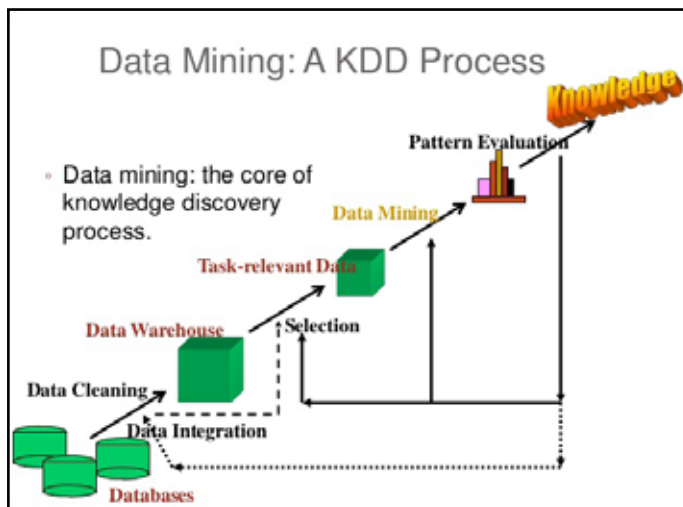 Data Mining: A KDD Process
Knowledge
Pattern Evaluation
◦ Data mining: the core of
knowledge discovery
process.
Data Mining
Task-relevant Data
Data Warehouse
Selection
Data Cleaning
Data Integration
Databases